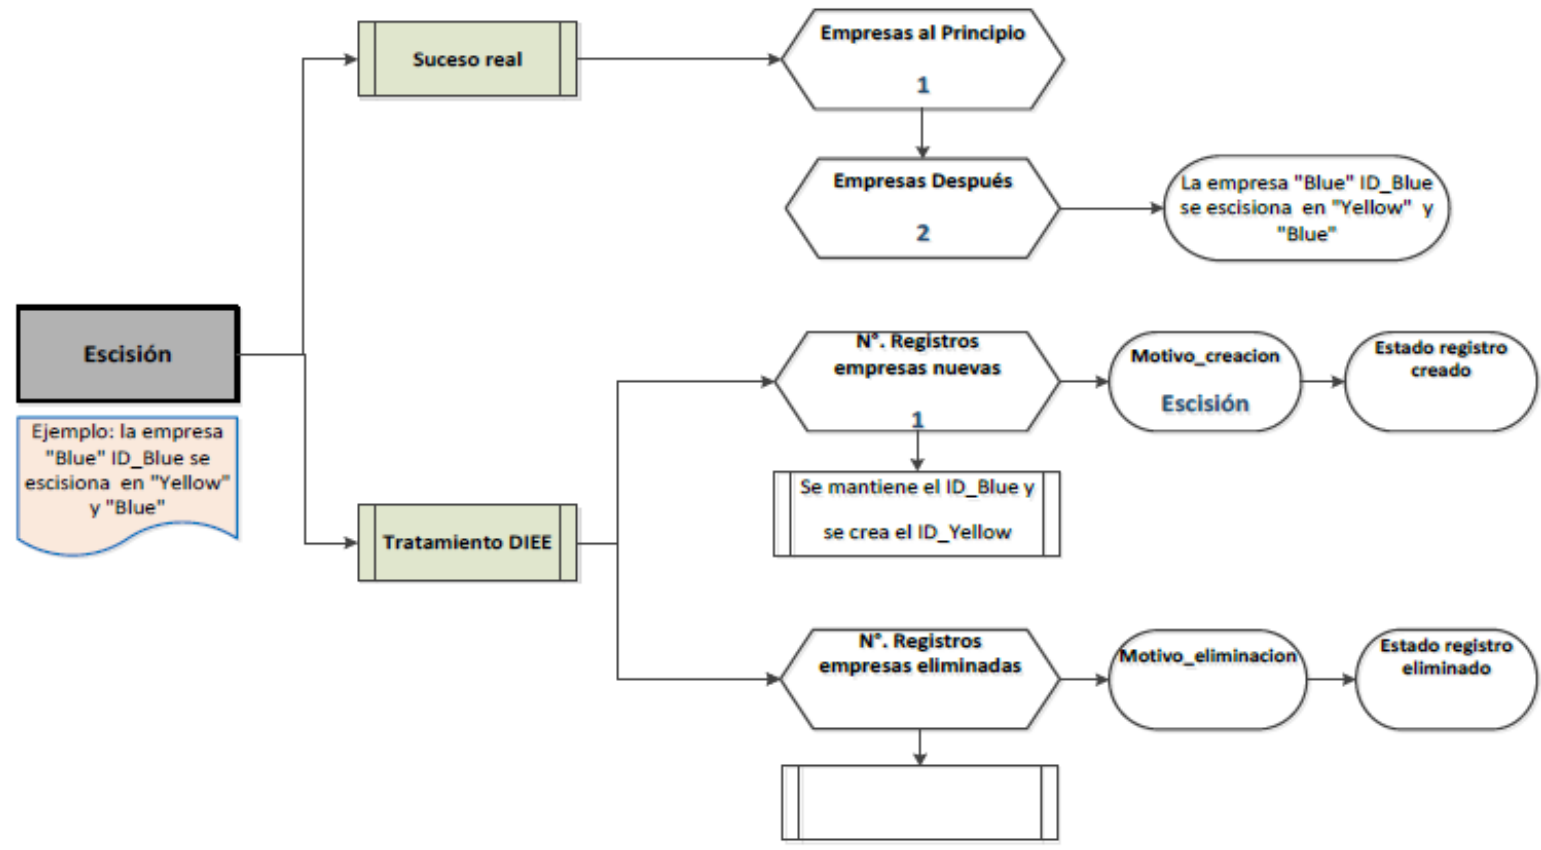 Suceso real
Empresas al Principio
1
Empresas Después
2
La empresa "Blue" ID_Blue
se escisiona en "Yellow" y
"Blue"
Escisión
Ejemplo: la empresa
"Blue" ID_Blue se
escisiona en "Yellow"
y "Blue"
Tratamiento DIEE
N°. Registros
empresas nuevas
1
Motivo_creacion
Escisión
Estado registro
creado
Se mantiene el ID_Blue y
se crea el ID_Yellow
N°. Registros
empresas eliminadas
Motivo_eliminacion
Estado registro
eliminado